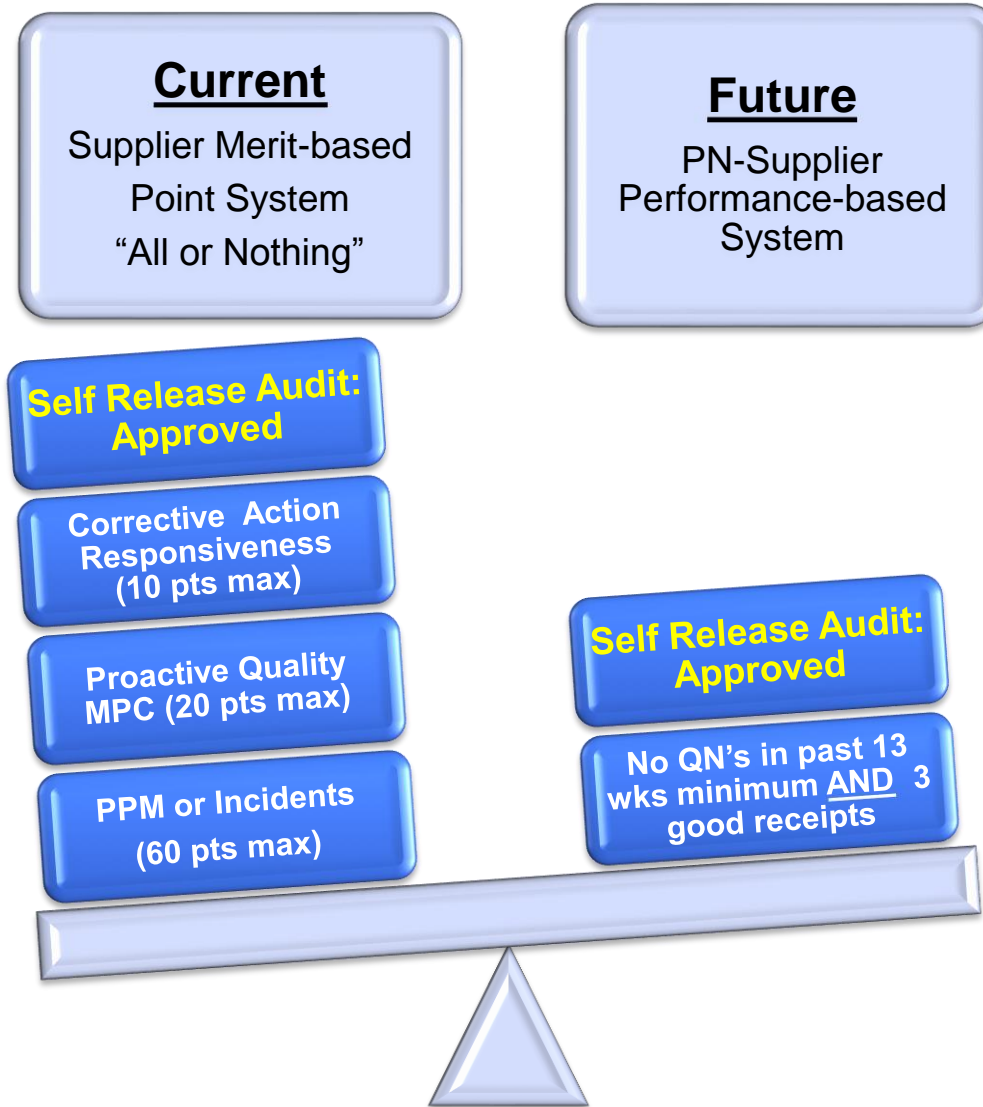 Current
Supplier Merit-based
Point System
“All or Nothing”
Future
PN-Supplier
Performance-based
System
Self Release Audit:
Approved
Corrective  Action
Responsiveness
(10 pts max)
Proactive Quality
MPC (20 pts max)
PPM or Incidents
(60 pts max)
Self Release Audit:
Approved
No QN’s in past 13
wks minimum AND  3
good receipts